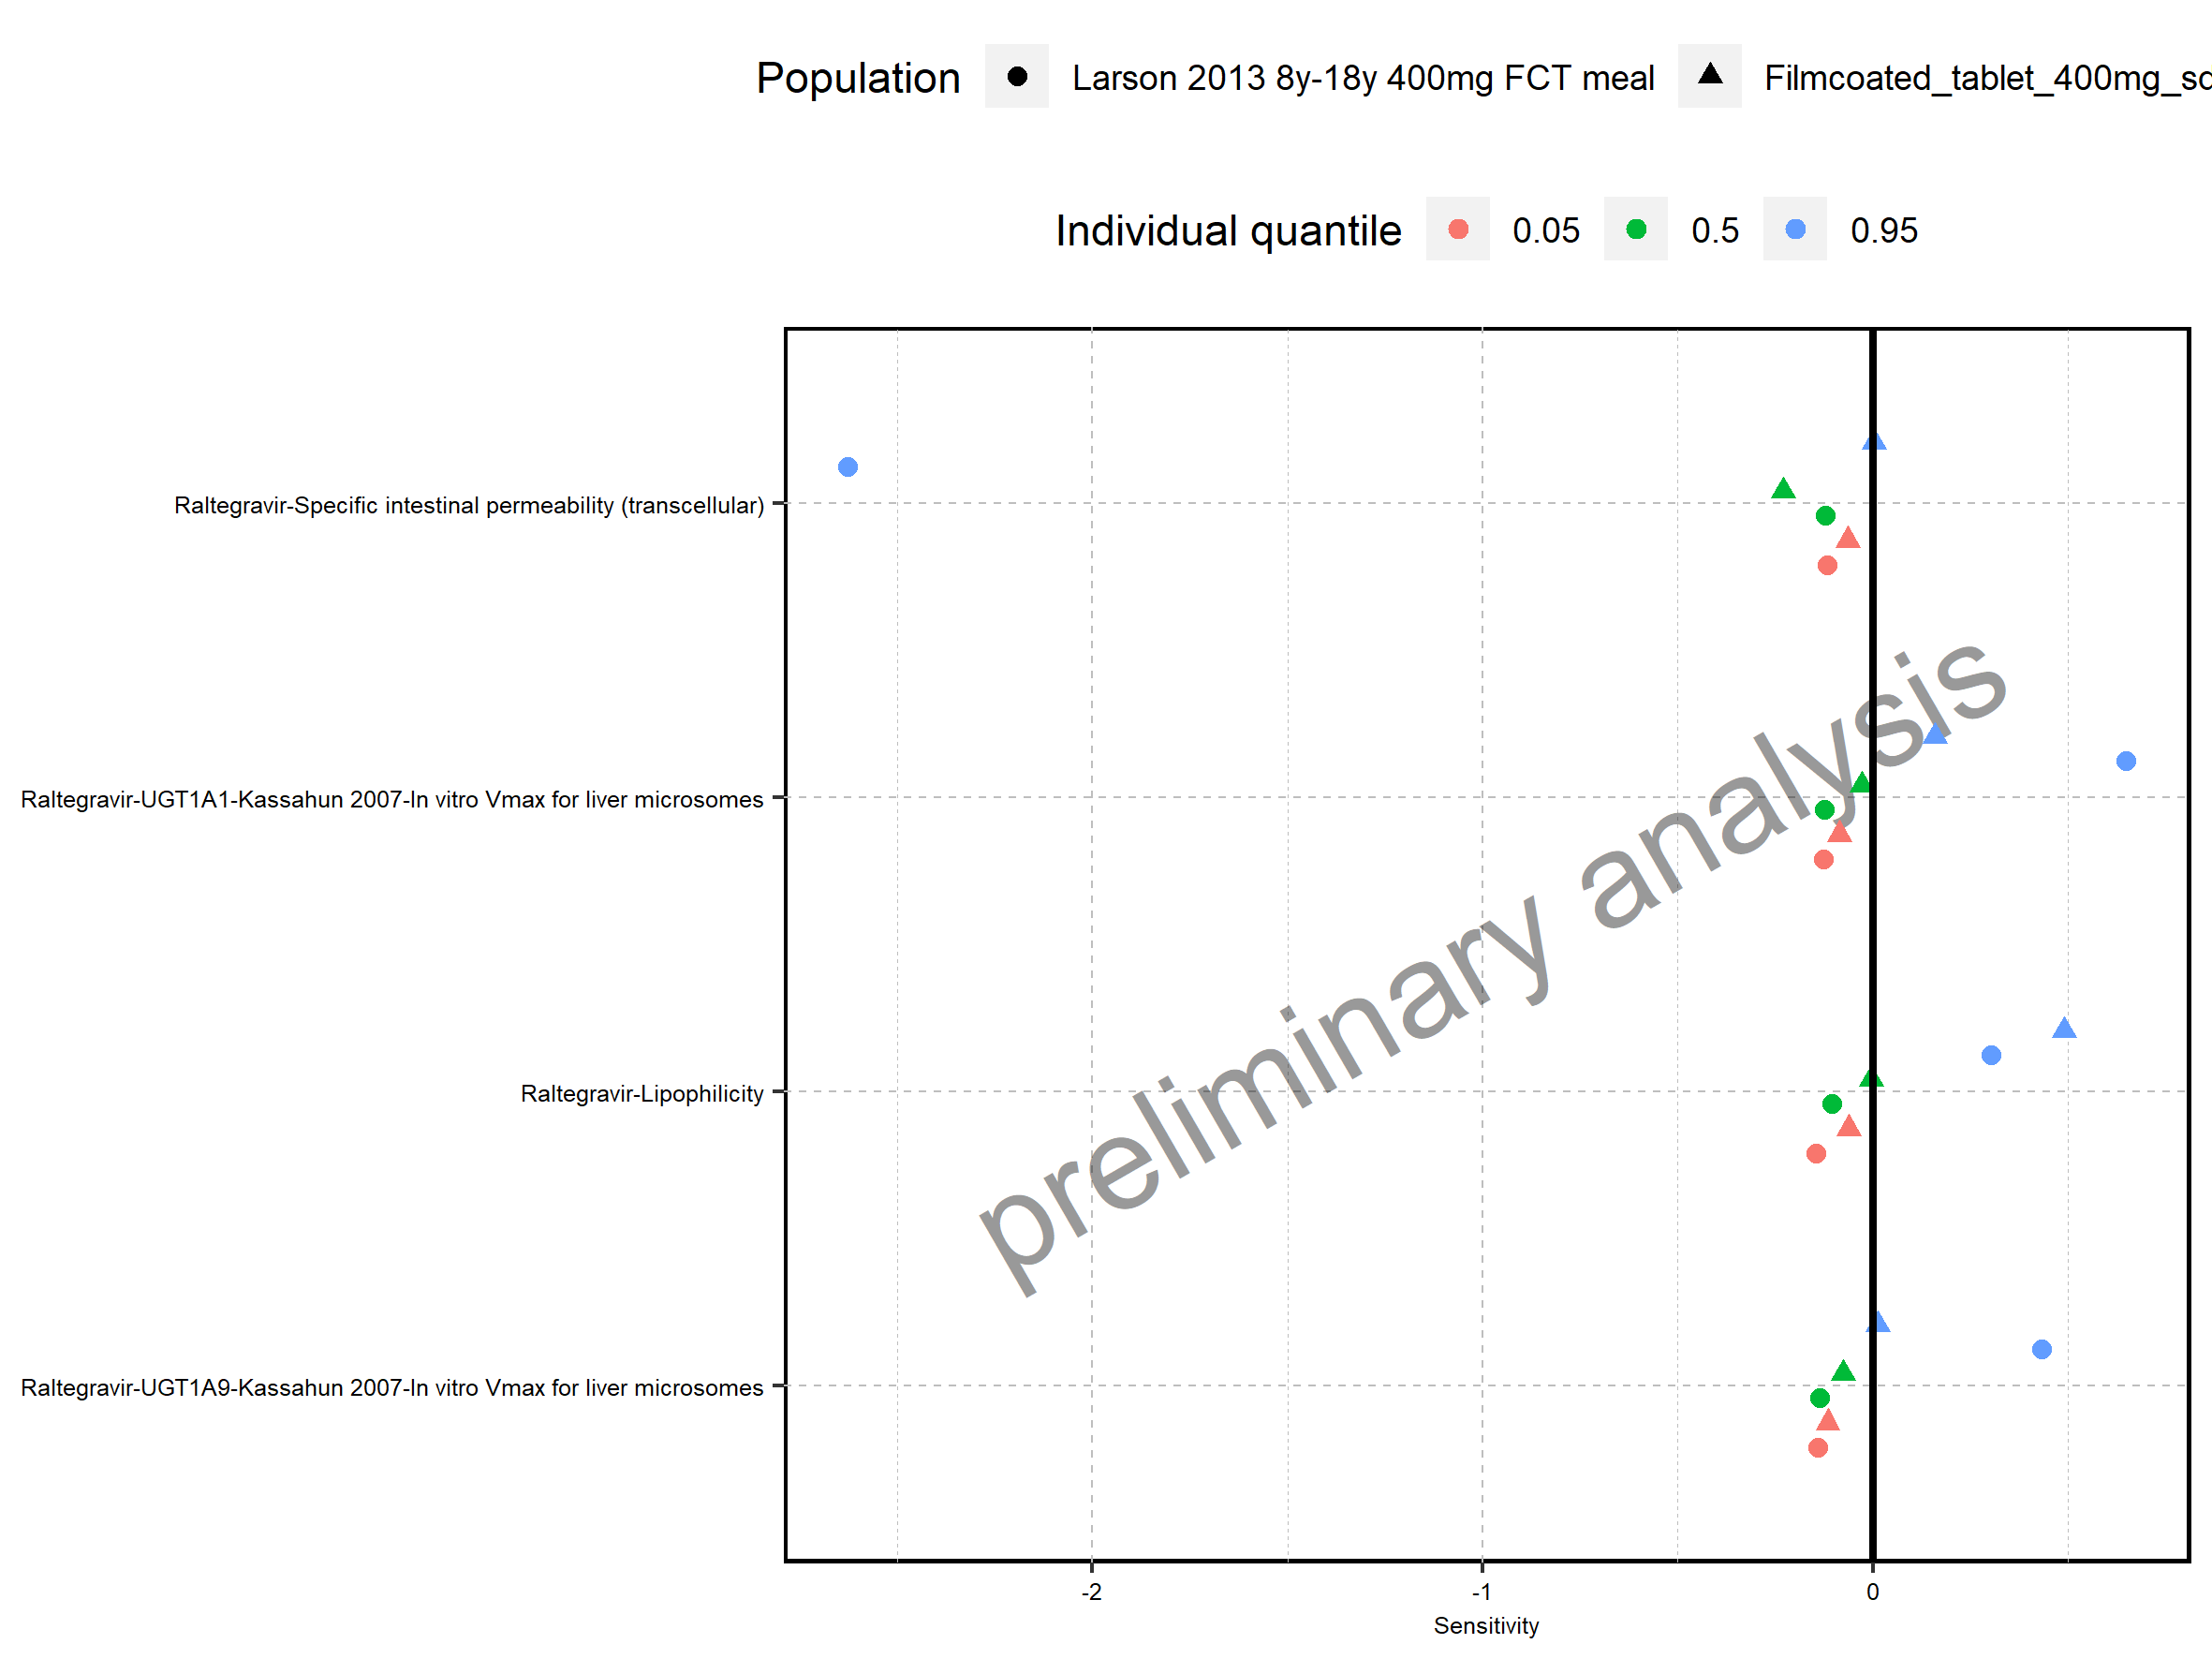 Population Larson 2013 8y-18y 400mg FCT meal Filmcoated_tablet_400mg_sd
Individual quantile 0.05 0.5 0.95
Raltegravir-Specific intestinal permeability (transcellular)
Raltegravir-UGT1A1-Kassahun 2007-In vitro Vmax for liver microsomes
Raltegravir-Lipophilicity
Raltegravir-UGT1A9-Kassahun 2007-In vitro Vmax for liver microsomes
preliminary analysis
-2 -1 0
Sensitivity